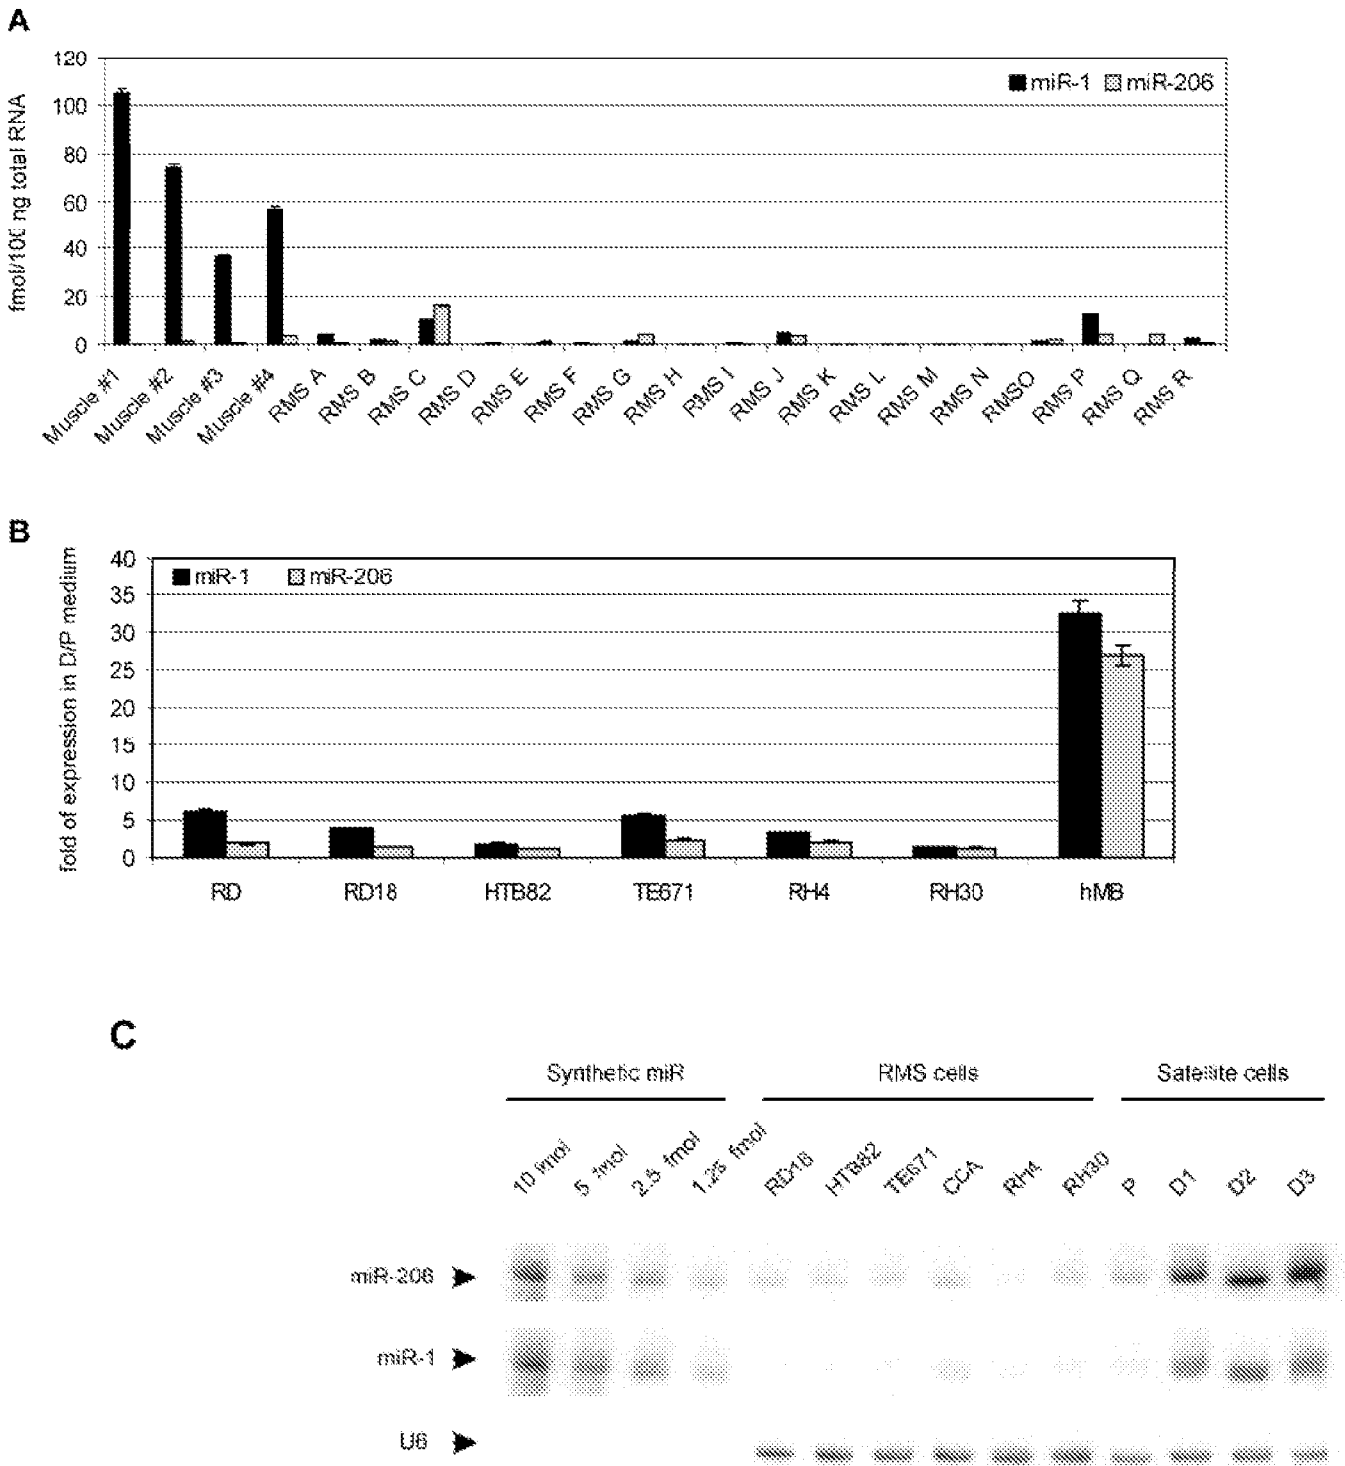 A
120
100
80
60
40
20
0
fmol/100 ng total RNA
miR-1 miR-206
Muscle #1 Muscle #2 Muscle #3 Muscle #4 RMS A RMS B RMS C RMS D RMS E RMS F RMS G RMS H RMS I RMS J RMS K RMS L RMS M RMS N RMSO RMS P RMS Q RMS R
B
40
35
30
25
20
15
10
5
0
fold of expression in D/P medium
miR-1 miR-206
RD RD18 HTB82 TE671 RH4 RH30 hMB
C
Synthetic miR RMS cells Satellite cells
10 fmol 5 fmol 2.5 fmol 1.25 fmol RD18 HTB82 TE671 CCA RH4 RH30 P D1 D2 D3
miR-206
miR-1
U6